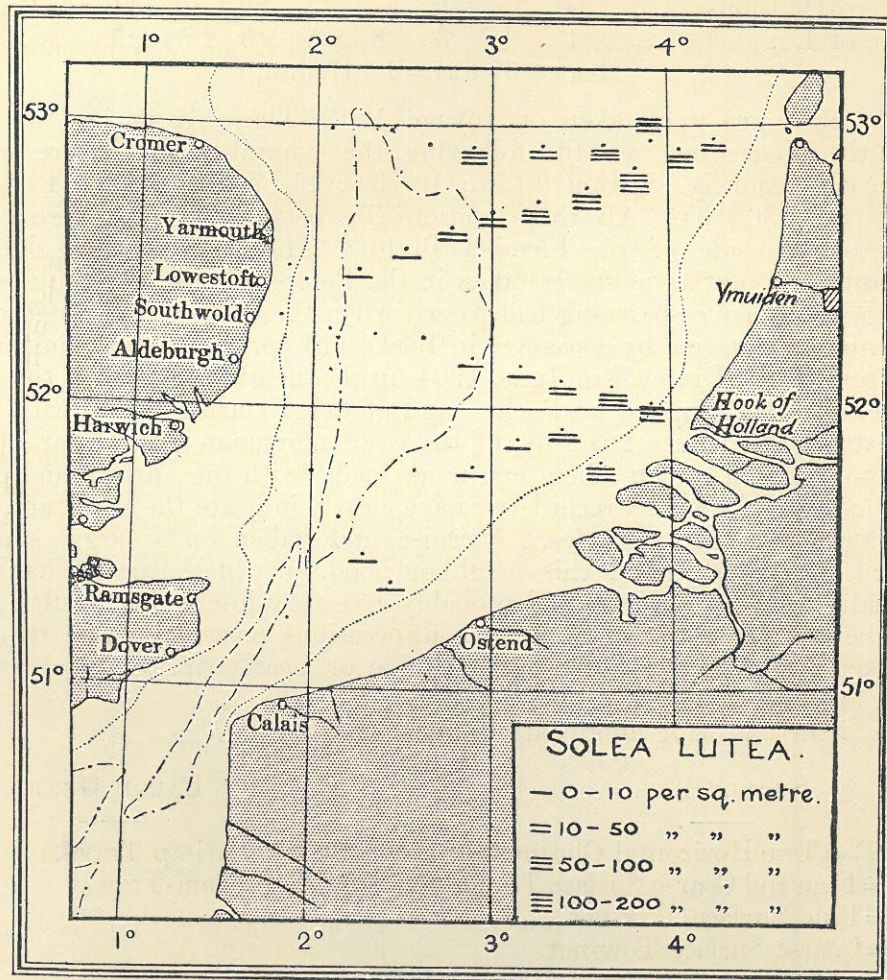 1° 2° 3° 4°
53° 53°
Cromer
Yarmouth
Lowestoft
Ymuiden
Southwold
Aldeburgh
52° 52°
Hook of
Holland
Harwich
Ramsgate
Dover
Ostend
51° 51°
Calais
SOLEA LUTEA.
0-10 per sq. metre.
10-50 „ „ „
50-100 „ „ „
100-200 „ „ „
1° 2° 3° 4°